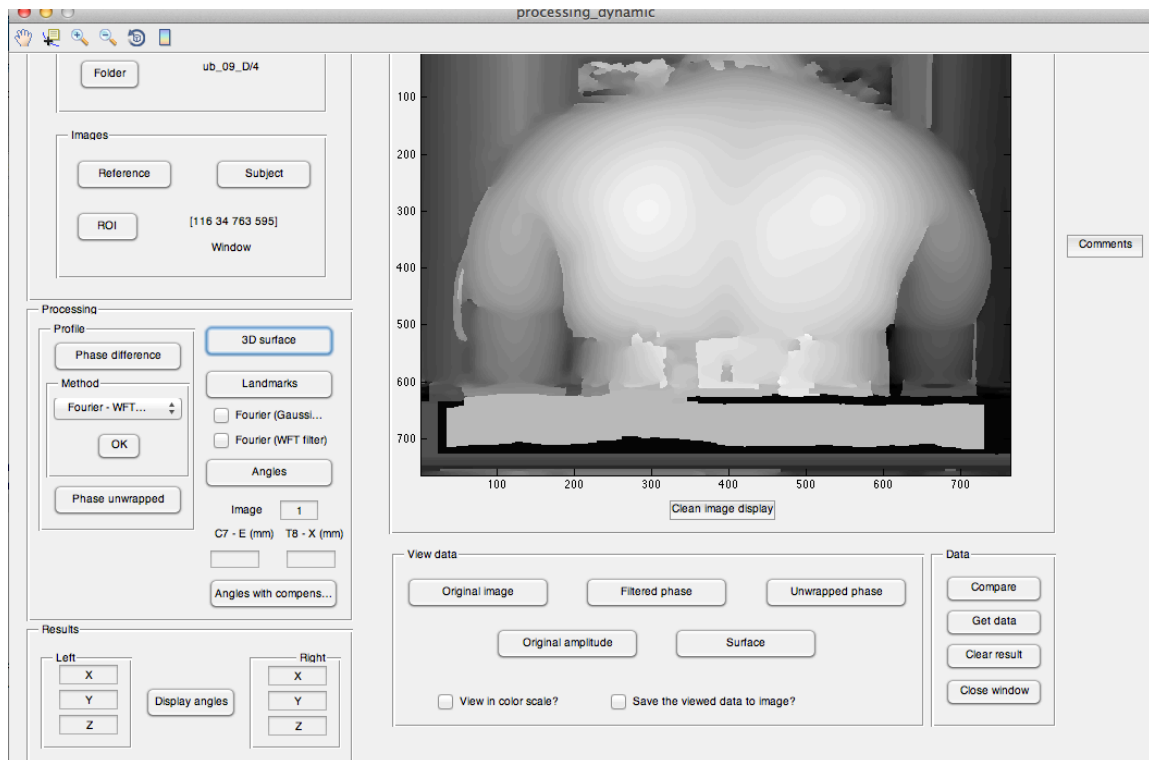 processing_dynamic
Folder
ub_09_D/4
Images
Reference
Subject
ROI
[116 34 763 595]
Window
Processing
Profile
Phase difference
Method
Fourier - WFT...
OK
Phase unwrapped
3D surface
Landmarks
Fourier (Gaussi...
Fourier (WFT filter)
Angles
Image
1
C7 - E (mm) T8 - X (mm)
Angles with compens...
Results
Left
X
Y
Z
Display angles
Right
X
Y
Z
100
200
300
400
500
600
700
100 200 300 400 500 600 700
Clean image display
Comments
View data
Original image
Filtered phase
Unwrapped phase
Original amplitude
Surface
View in color scale?
Save the viewed data to image?
Data
Compare
Get data
Clear result
Close window